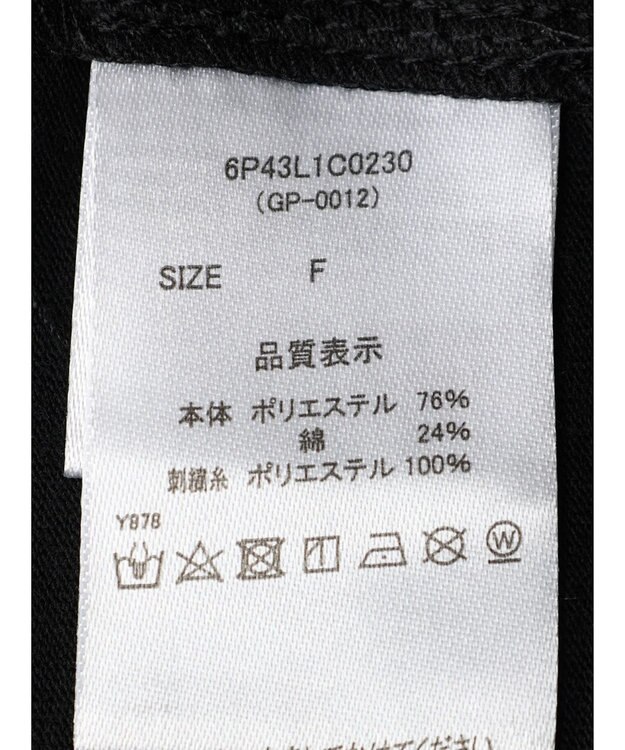 6P43L1C0230
(GP-0012)
SIZE F
品質表示
本体 ポリエステル 76%
綿 24%
刺繍糸 ポリエステル 100%
Y878
W